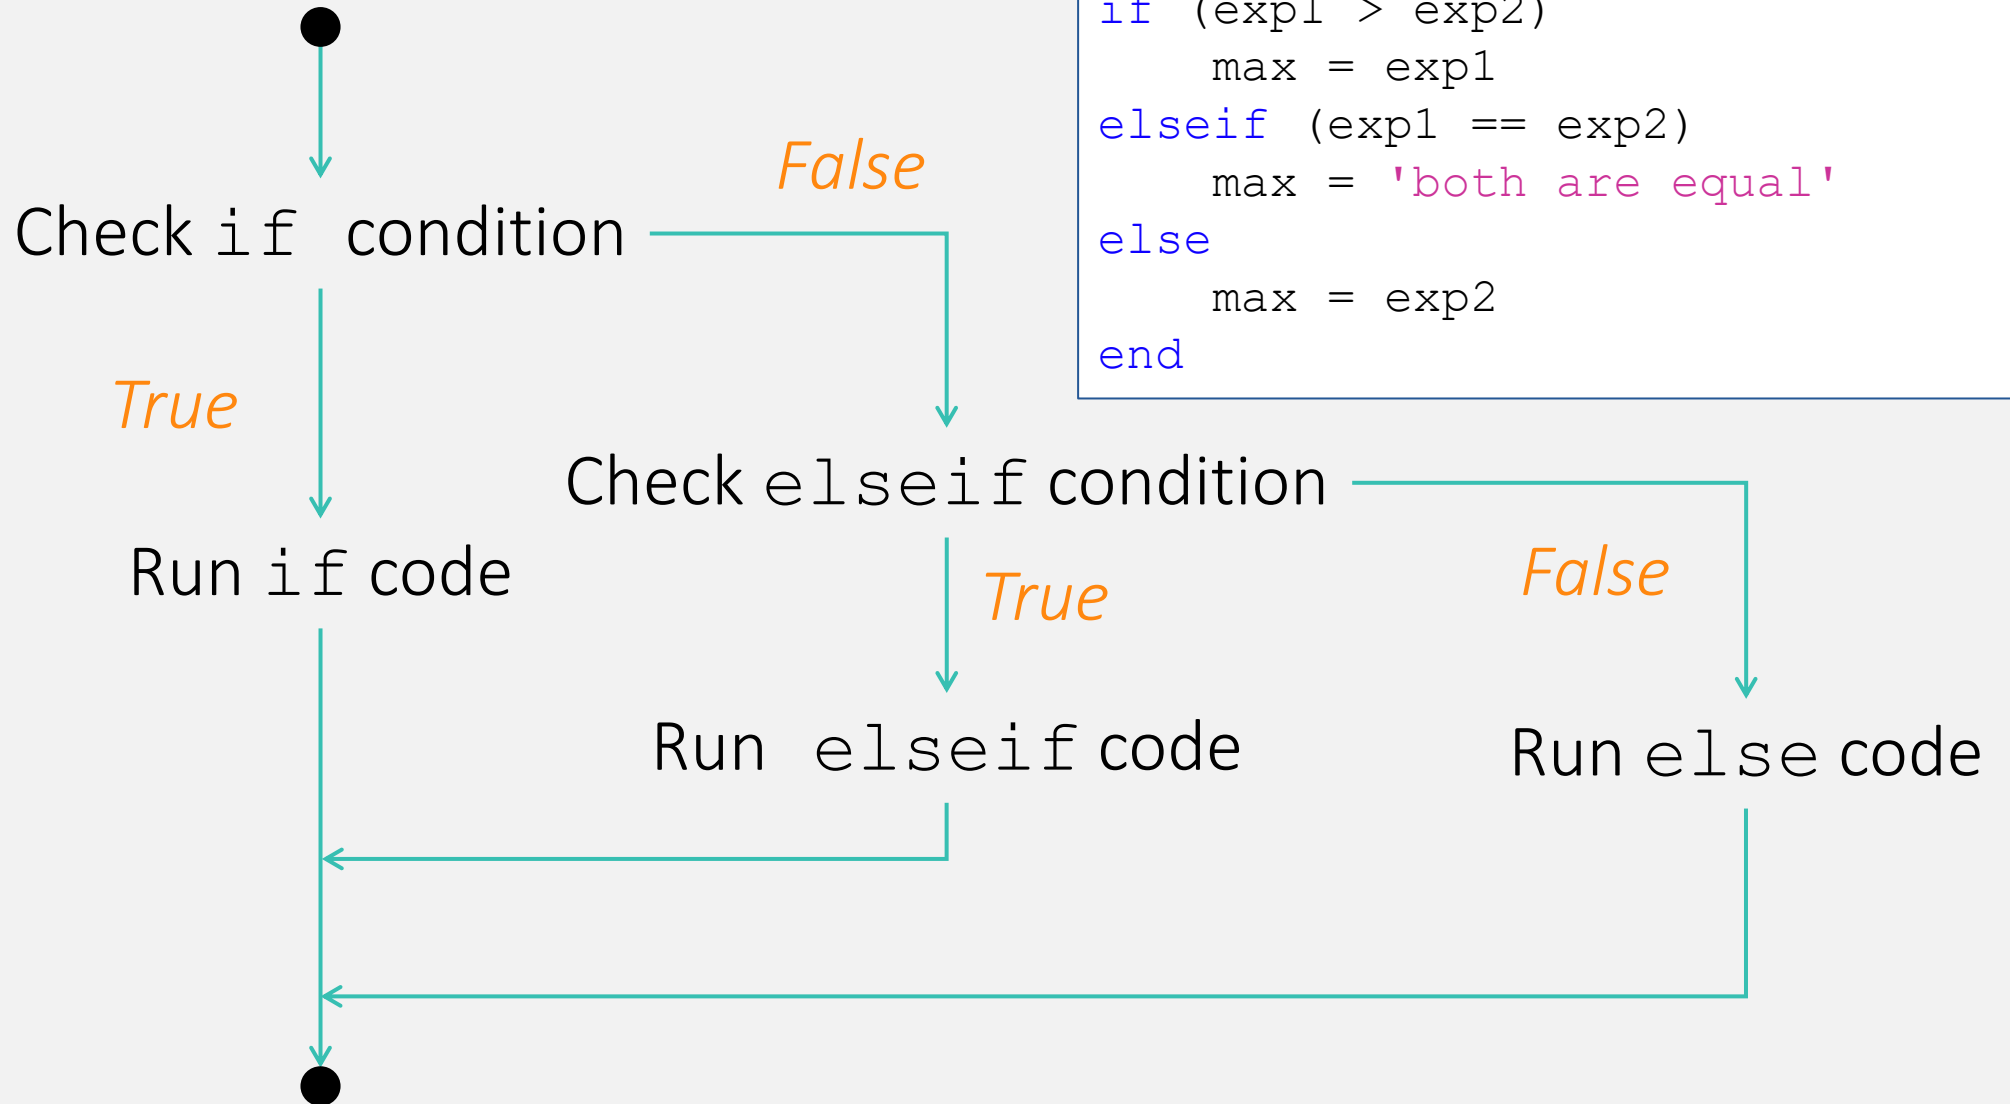 if (exp1 > exp2)
    max = exp1
elseif (exp1 == exp2)
    max = 'both are equal'
else
    max = exp2
end
False
Check if condition
True
Check elseif condition
Run if code
True
False
Run elseif code
Run else code